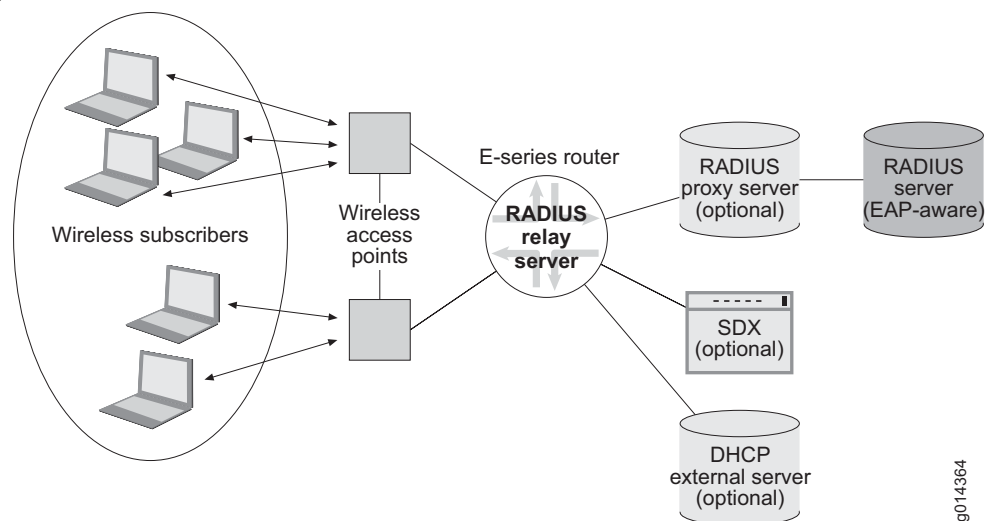 Wireless subscribers
Wireless
access
points
E-series router
RADIUS
relay
server
RADIUS
proxy server
(optional)
RADIUS
server
(EAP-aware)
SDX
(optional)
DHCP
external server
(optional)
g014364